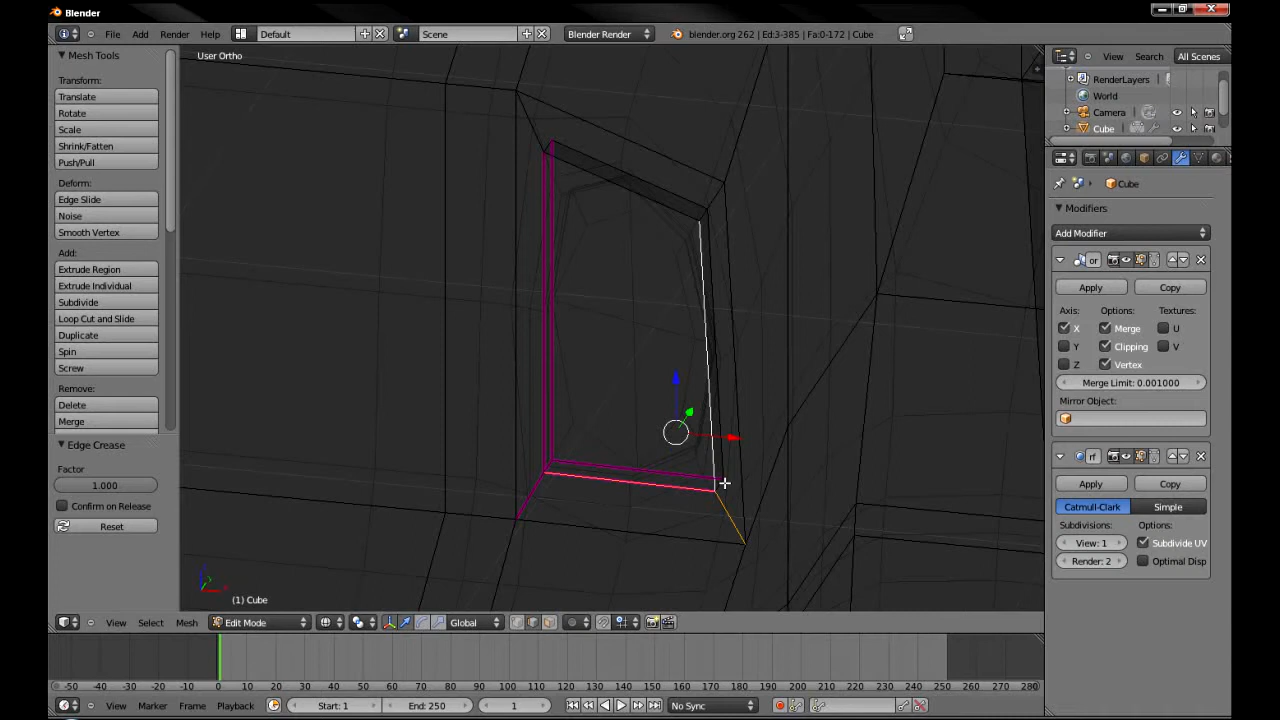 Blender
File Add Render Help Default Scene Blender Render blender.org 262 | Ed:3-385 | Fa:0-172 | Cube
Mesh Tools
Transform:
Translate
Rotate
Scale
Shrink/Fatten
Push/Pull
Deform:
Edge Slide
Noise
Smooth Vertex
Add:
Extrude Region
Extrude Individual
Subdivide
Loop Cut and Slide
Duplicate
Spin
Screw
Remove:
Delete
Merge
Edge Crease
Factor
1.000
Confirm on Release
Reset
User Ortho
(1) Cube
View Select Mesh Edit Mode Global
View Search All Scenes
RenderLayers
World
Camera
Cube
Cube
Modifiers
Add Modifier
or
Apply Copy
Axis: Options: Textures:
X Merge U
Y Clipping V
Z Vertex
Merge Limit: 0.001000
Mirror Object:
rf
Apply Copy
Catmull-Clark Simple
Subdivisions: Options:
View: 1 Subdivide UV
Render: 2 Optimal Disp
-50 -40 -30 -20 -10 0 10 20 30 40 50 60 70 80 90 100 110 120 130 140 150 160 170 180 190 200 210 220 230 240 250 260 270 280
View Marker Frame Playback Start: 1 End: 250 1 No Sync